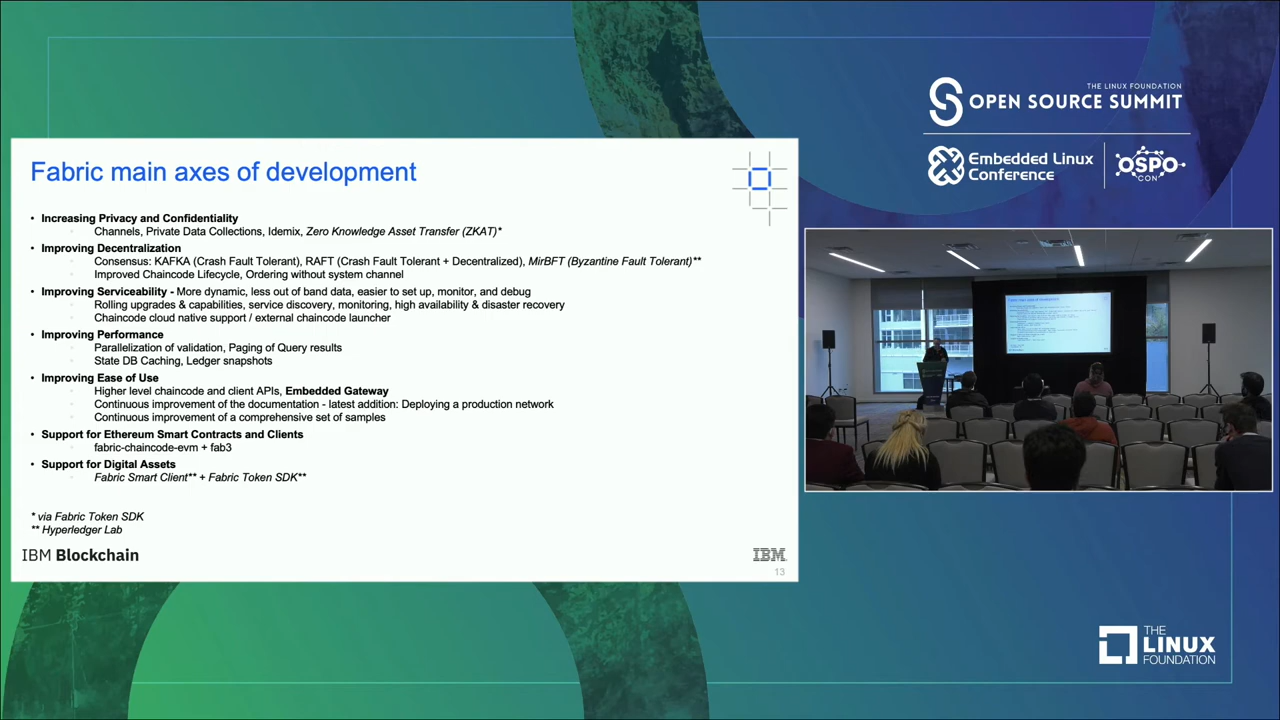 THE LINUX FOUNDATION
OPEN SOURCE SUMMIT
Embedded Linux
Conference
OSPO
CON
Fabric main axes of development
• Increasing Privacy and Confidentiality
Channels, Private Data Collections, Idemix, Zero Knowledge Asset Transfer (ZKAT)*
• Improving Decentralization
Consensus: KAFKA (Crash Fault Tolerant), RAFT (Crash Fault Tolerant + Decentralized), MirBFT (Byzantine Fault Tolerant)**
Improved Chaincode Lifecycle, Ordering without system channel
• Improving Serviceability - More dynamic, less out of band data, easier to set up, monitor, and debug
Rolling upgrades & capabilities, service discovery, monitoring, high availability & disaster recovery
Chaincode cloud native support / external chaincode launcher
• Improving Performance
Parallelization of validation, Paging of Query results
State DB Caching, Ledger snapshots
• Improving Ease of Use
Higher level chaincode and client APIs, Embedded Gateway
Continuous improvement of the documentation - latest addition: Deploying a production network
Continuous improvement of a comprehensive set of samples
• Support for Ethereum Smart Contracts and Clients
fabric-chaincode-evm + fab3
• Support for Digital Assets
Fabric Smart Client** + Fabric Token SDK**
* via Fabric Token SDK
** Hyperledger Lab
IBM Blockchain
IBM
13
Fabric main axes of development
THE
LINUX
FOUNDATION